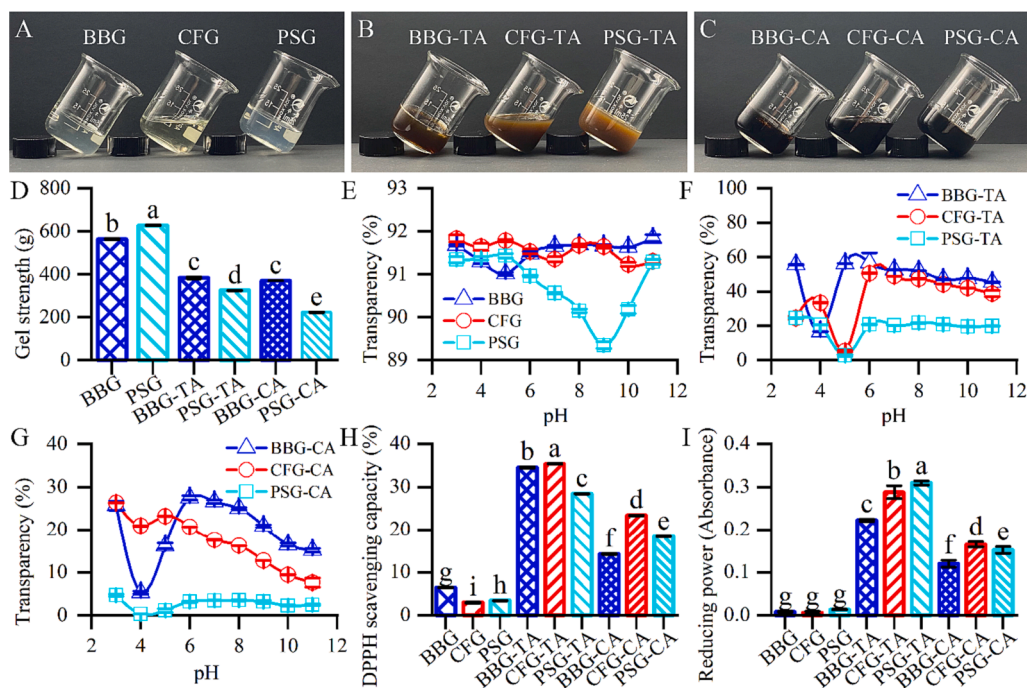 A
BBG CFG PSG
B
BBG-TA CFG-TA PSG-TA
C
BBG-CA CFG-CA PSG-CA
D
Gel strength (g)
800
600
400
200
0
b a c d c e
BBG PSG BBG-TA PSG-TA BBG-CA PSG-CA
E
Transparency (%)
93
92
91
90
89
BBG
CFG
PSG
2 4 6 8 10 12
pH
F
Transparency (%)
100
80
60
40
20
0
BBG-TA
CFG-TA
PSG-TA
2 4 6 8 10 12
pH
G
Transparency (%)
40
30
20
10
0
BBG-CA
CFG-CA
PSG-CA
2 4 6 8 10 12
pH
H
DPPH scavenging capacity (%)
40
30
20
10
0
g i h b a c f d e
BBG CFG PSG BBG-TA CFG-TA PSG-TA BBG-CA CFG-CA PSG-CA
I
Reducing power (Absorbance)
0.4
0.3
0.2
0.1
0.0
g g g c b a f d e
BBG CFG PSG BBG-TA CFG-TA PSG-TA BBG-CA CFG-CA PSG-CA